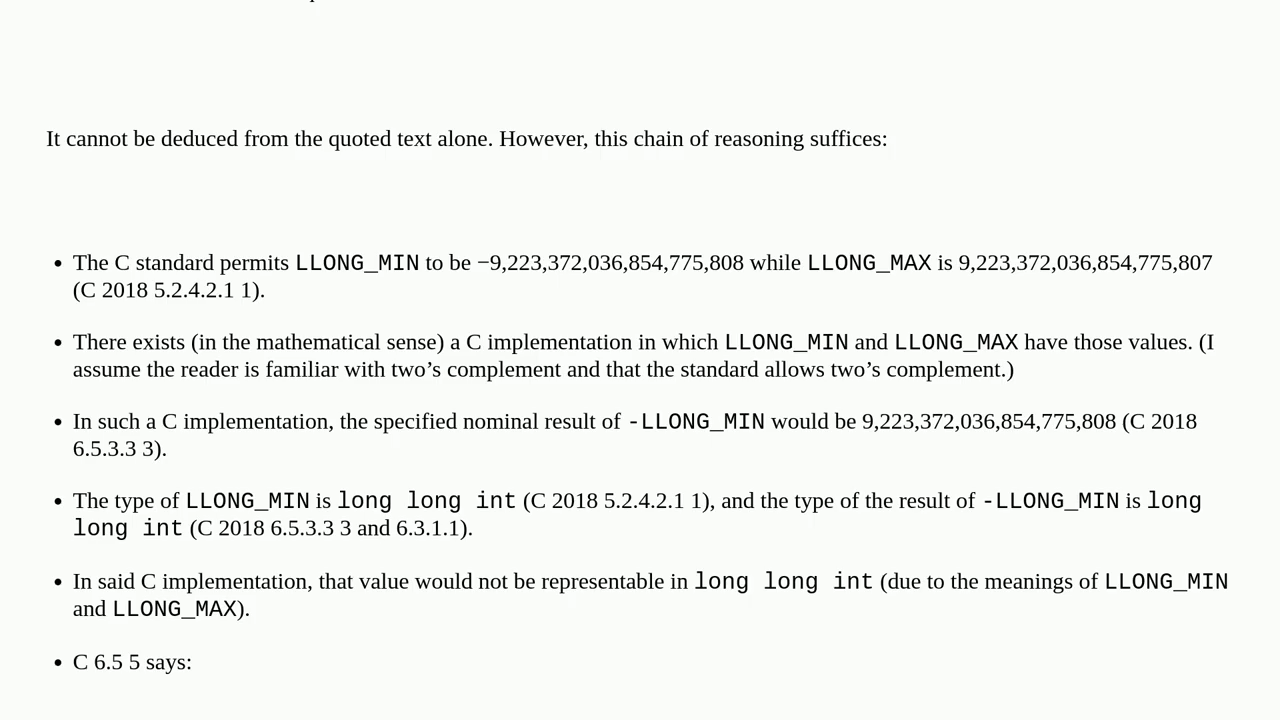 It cannot be deduced from the quoted text alone. However, this chain of reasoning suffices:
• The C standard permits LLONG_MIN to be −9,223,372,036,854,775,808 while LLONG_MAX is 9,223,372,036,854,775,807
(C 2018 5.2.4.2.1 1).
• There exists (in the mathematical sense) a C implementation in which LLONG_MIN and LLONG_MAX have those values. (I
assume the reader is familiar with two’s complement and that the standard allows two’s complement.)
• In such a C implementation, the specified nominal result of -LLONG_MIN would be 9,223,372,036,854,775,808 (C 2018
6.5.3.3 3).
• The type of LLONG_MIN is long long int (C 2018 5.2.4.2.1 1), and the type of the result of -LLONG_MIN is long
long int (C 2018 6.5.3.3 3 and 6.3.1.1).
• In said C implementation, that value would not be representable in long long int (due to the meanings of LLONG_MIN
and LLONG_MAX).
• C 6.5 5 says: